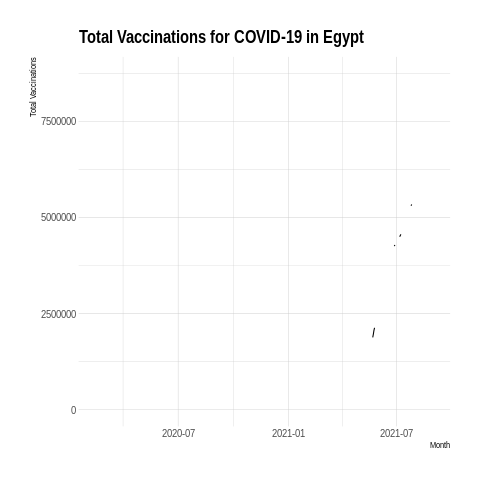 Total Vaccinations for COVID-19 in Egypt
Total Vaccinations
7500000
5000000
2500000
0
2020-07
2021-01
2021-07
Month